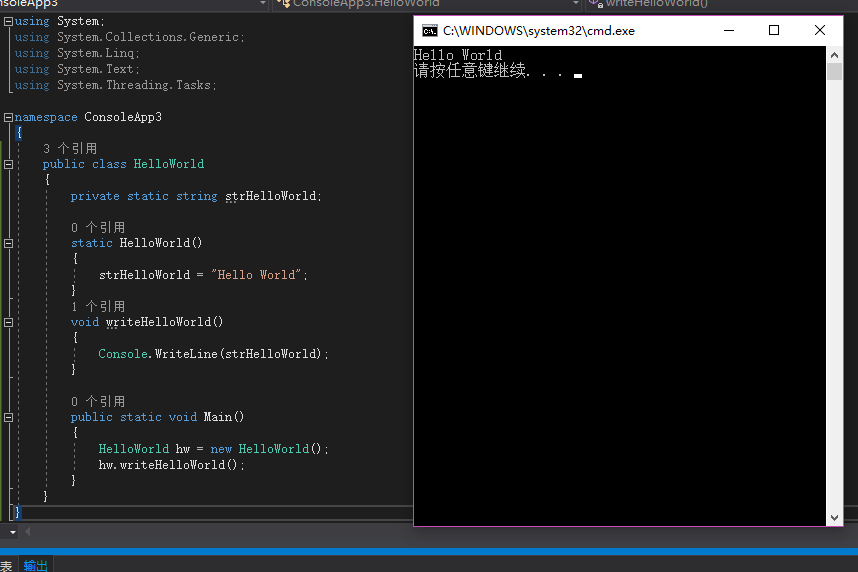 ConsoleApp3
ConsoleApp3.HelloWorld
writeHelloWorld()
using System;
using System.Collections.Generic;
using System.Linq;
using System.Text;
using System.Threading.Tasks;
namespace ConsoleApp3
{
3 个引用
public class HelloWorld
{
private static string strHelloWorld;
0 个引用
static HelloWorld()
{
strHelloWorld = "Hello World";
}
1 个引用
void writeHelloWorld()
{
Console.WriteLine(strHelloWorld);
}
0 个引用
public static void Main()
{
HelloWorld hw = new HelloWorld();
hw.writeHelloWorld();
}
}
}
表 输出
C:\WINDOWS\system32\cmd.exe
Hello World
请按任意键继续. . .